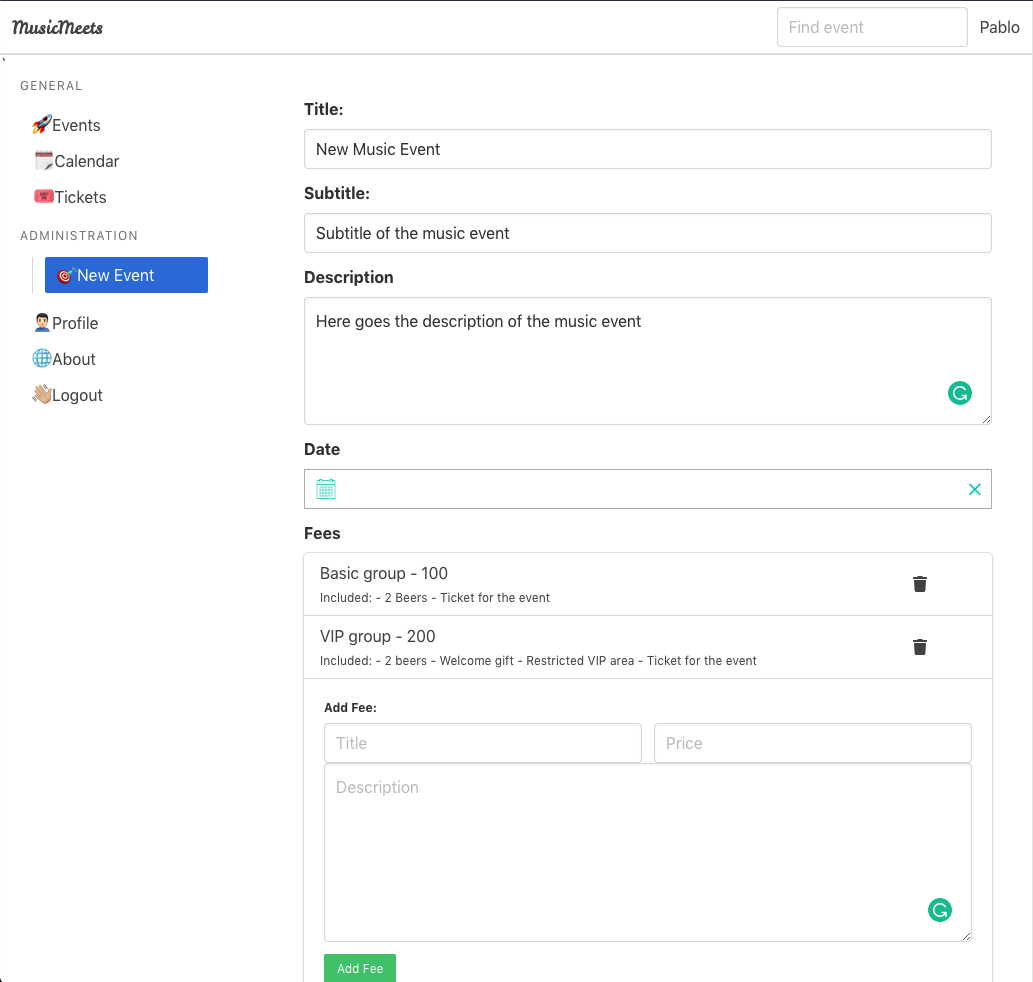 MusicMeets
Find event
Pablo
`
GENERAL
Events
Calendar
Tickets
ADMINISTRATION
New Event
Profile
About
Logout
Title:
New Music Event
Subtitle:
Subtitle of the music event
Description
Here goes the description of the music event
Date
Fees
Basic group - 100
Included: - 2 Beers - Ticket for the event
VIP group - 200
Included: - 2 beers - Welcome gift - Restricted VIP area - Ticket for the event
Add Fee:
Title
Price
Description
Add Fee